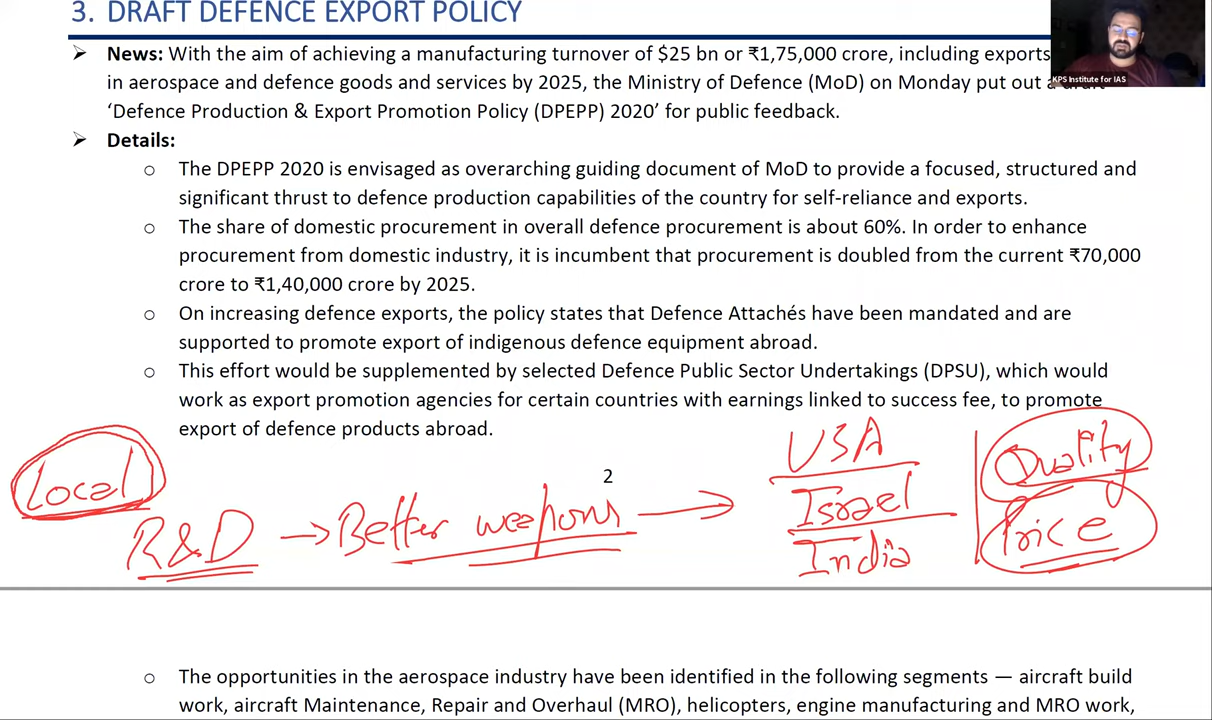 3. DRAFT DEFENCE EXPORT POLICY
KPS Institute for IAS
➤ News: With the aim of achieving a manufacturing turnover of $25 bn or ₹1,75,000 crore, including exports
in aerospace and defence goods and services by 2025, the Ministry of Defence (MoD) on Monday put out a draft
‘Defence Production & Export Promotion Policy (DPEPP) 2020’ for public feedback.
➤ Details:
o The DPEPP 2020 is envisaged as overarching guiding document of MoD to provide a focused, structured and
significant thrust to defence production capabilities of the country for self-reliance and exports.
o The share of domestic procurement in overall defence procurement is about 60%. In order to enhance
procurement from domestic industry, it is incumbent that procurement is doubled from the current ₹70,000
crore to ₹1,40,000 crore by 2025.
o On increasing defence exports, the policy states that Defence Attachés have been mandated and are
supported to promote export of indigenous defence equipment abroad.
o This effort would be supplemented by selected Defence Public Sector Undertakings (DPSU), which would
work as export promotion agencies for certain countries with earnings linked to success fee, to promote
export of defence products abroad.
2
Local
R&D → Better weapons →
USA
Israel
India
Quality
Price
o The opportunities in the aerospace industry have been identified in the following segments — aircraft build
work, aircraft Maintenance, Repair and Overhaul (MRO), helicopters, engine manufacturing and MRO work,